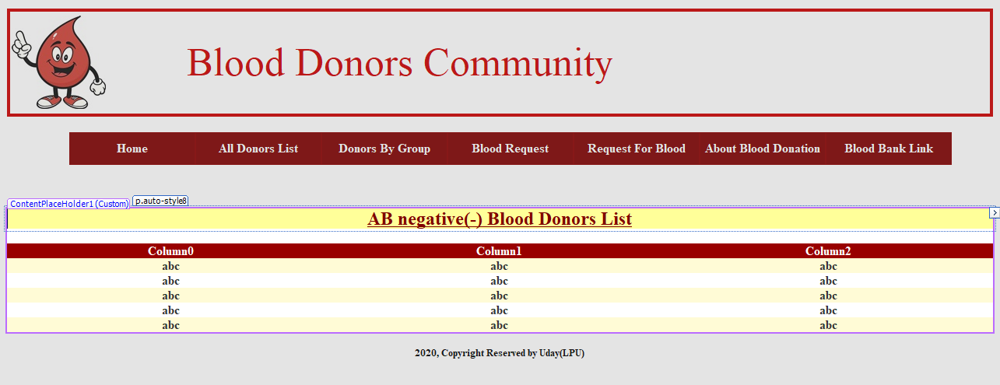 Blood Donors Community
Home All Donors List Donors By Group Blood Request Request For Blood About Blood Donation Blood Bank Link
ContentPlaceHolder1 (Custom) p.auto-style8
AB negative(-) Blood Donors List
Column0 Column1 Column2
abc abc abc
abc abc abc
abc abc abc
abc abc abc
abc abc abc
2020, Copyright Reserved by Uday(LPU)